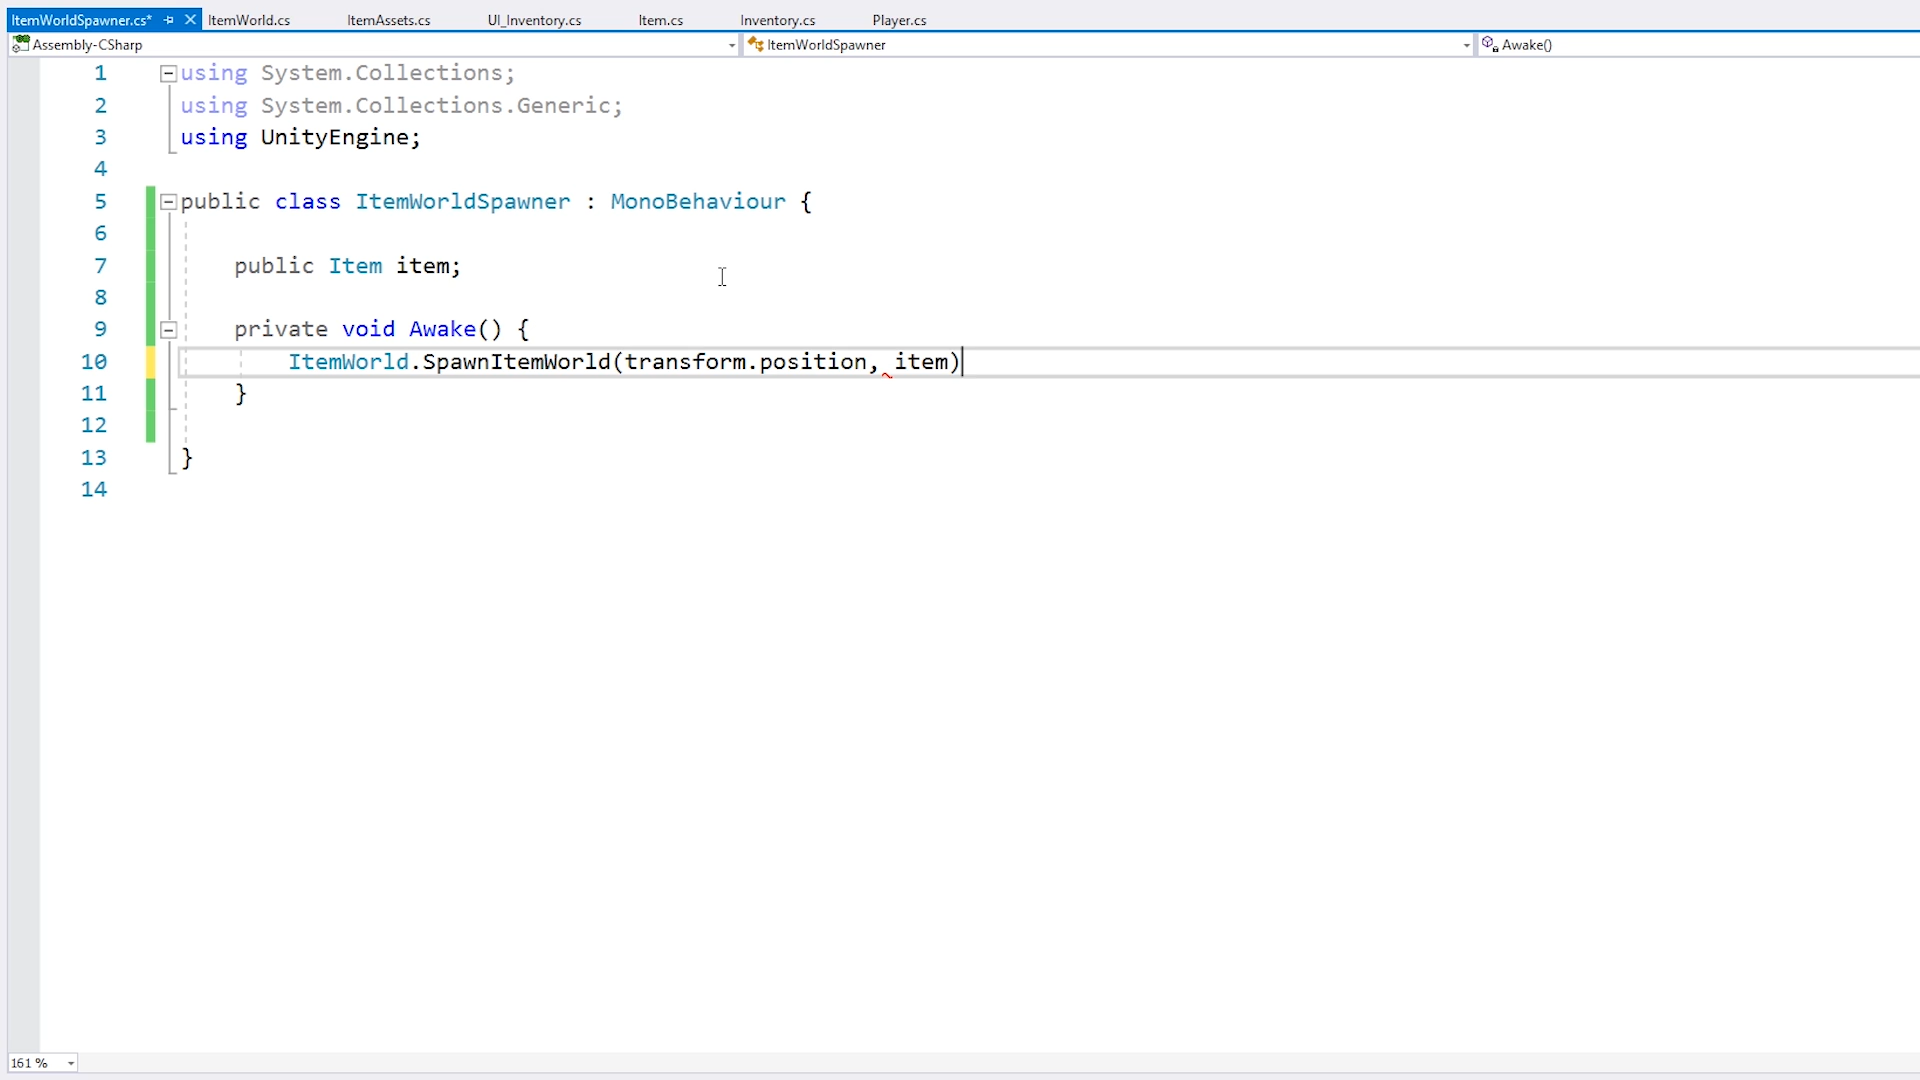 ItemWorldSpawner.cs* ItemWorld.cs ItemAssets.cs UI_Inventory.cs Item.cs Inventory.cs Player.cs
Assembly-CSharp ItemWorldSpawner Awake()
1 using System.Collections;
2 using System.Collections.Generic;
3 using UnityEngine;
4
5 public class ItemWorldSpawner : MonoBehaviour {
6
7 public Item item;
8
9 private void Awake() {
10 ItemWorld.SpawnItemWorld(transform.position, item)
11 }
12
13 }
14
161 %